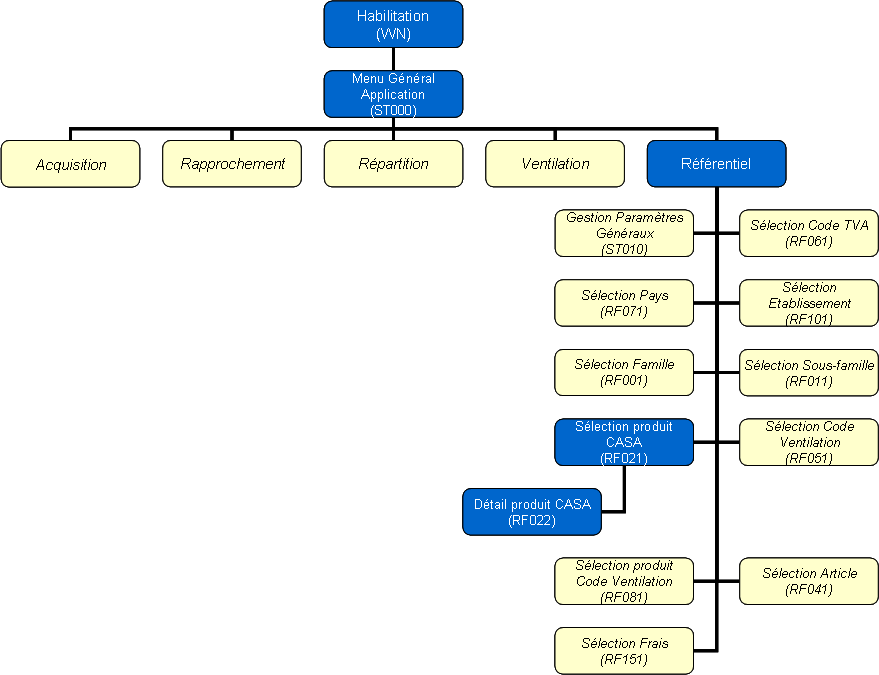 Habilitation
(VVN)
Menu Général
Application
(ST000)
Acquisition
Rapprochement
Répartition
Ventilation
Référentiel
Gestion Paramètres
Généraux
(ST010)
Sélection Code TVA
(RF061)
Sélection Pays
(RF071)
Sélection
Etablissement
(RF101)
Sélection Famille
(RF001)
Sélection Sous-famille
(RF011)
Sélection produit
CASA
(RF021)
Sélection Code
Ventilation
(RF051)
Détail produit CASA
(RF022)
Sélection produit
Code Ventilation
(RF081)
Sélection Article
(RF041)
Sélection Frais
(RF151)